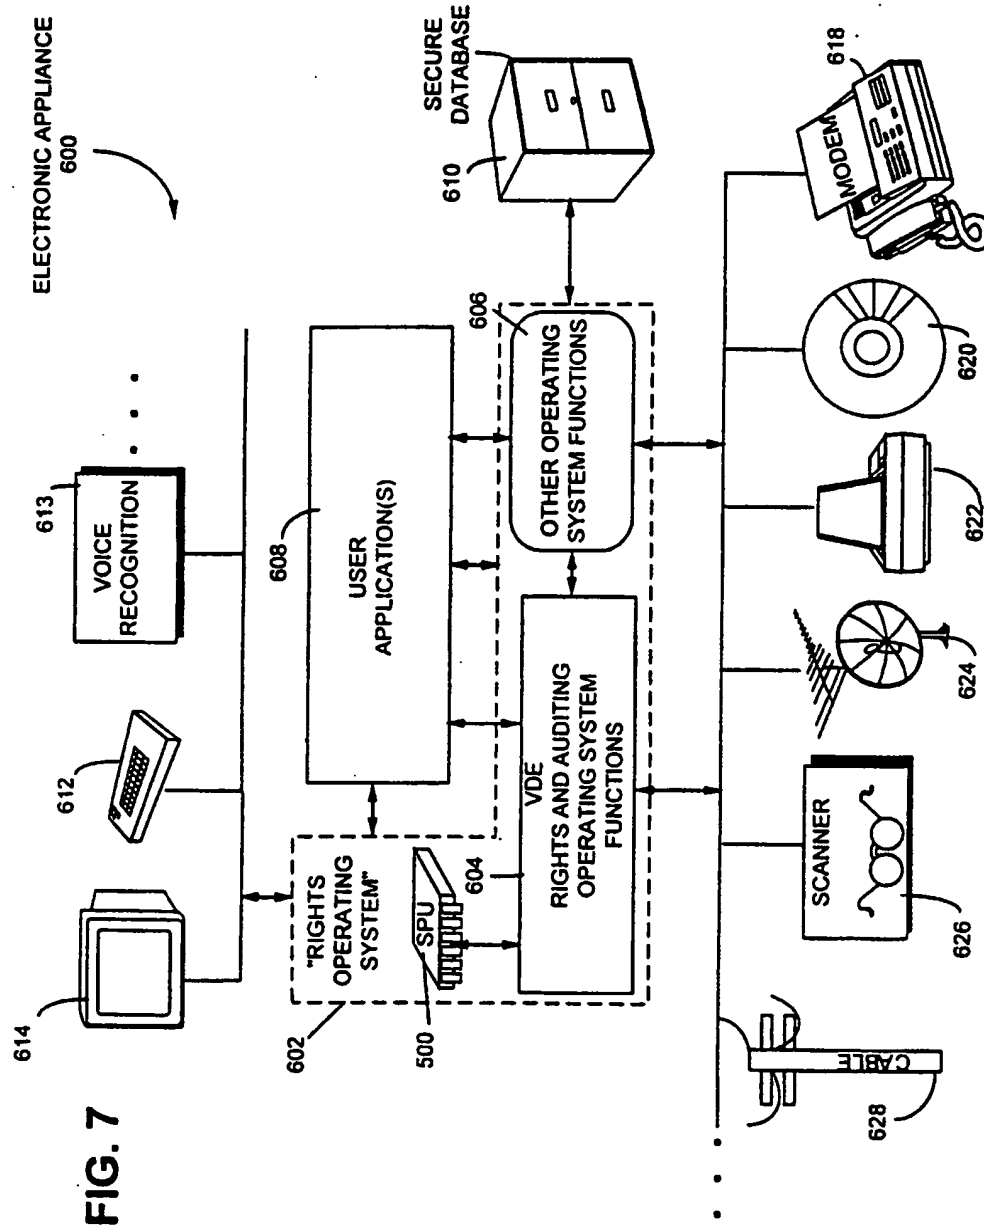 FIG. 7
ELECTRONIC APPLIANCE
600
614
612
613
VOICE
RECOGNITION
. . .
602
"RIGHTS
OPERATING
SYSTEM"
608
USER
APPLICATION(S)
500
SPU
604
VDE
RIGHTS AND AUDITING
OPERATING SYSTEM
FUNCTIONS
606
OTHER OPERATING
SYSTEM FUNCTIONS
610
SECURE
DATABASE
. . .
CABLE
628
SCANNER
626
624
622
620
MODEM
618